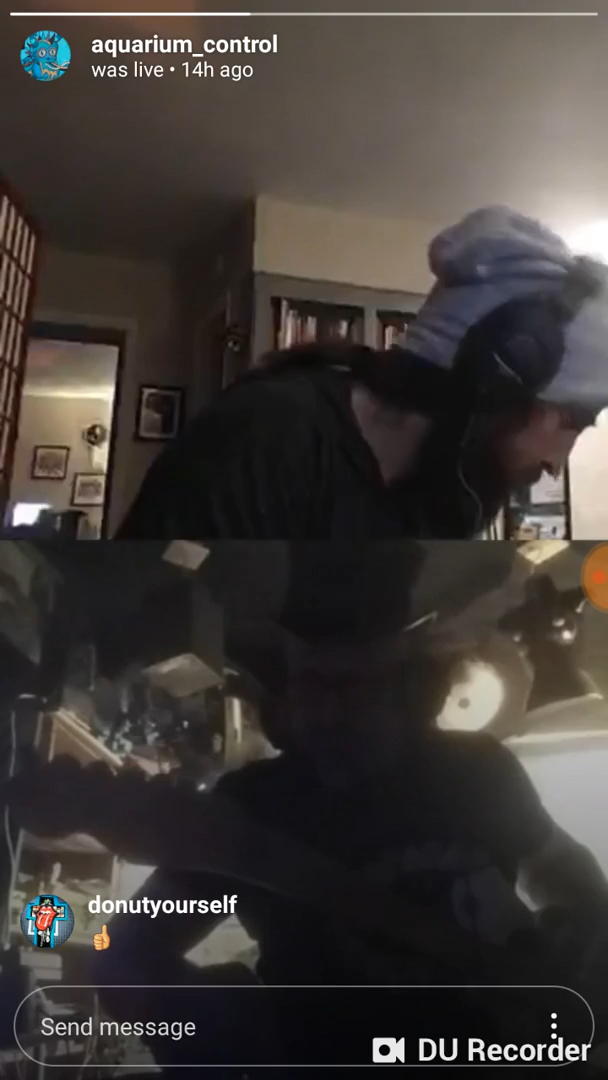 aquarium_control
was live • 14h ago
donutyourself
👍
Send message
DU Recorder